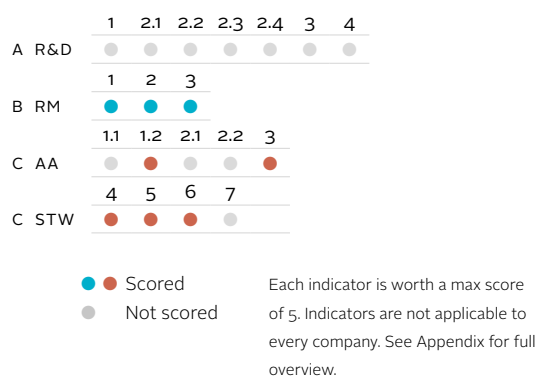 1 2.1 2.2 2.3 2.4 3 4
A R&D
1 2 3
B RM
1.1 1.2 2.1 2.2 3
C AA
4 5 6 7
C STW
Scored
Not scored
Each indicator is worth a max score
of 5. Indicators are not applicable to
every company. See Appendix for full
overview.